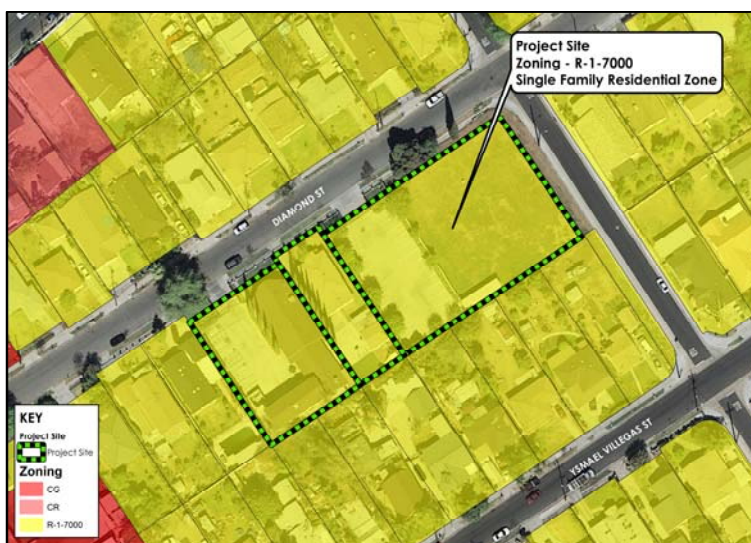 Project Site
Zoning - R-1-7000
Single Family Residential Zone
DIAMOND ST
YSMAEL VILLEGAS ST
KEY
Project Site
Project Site
Zoning
CG
CR
R-1-7000